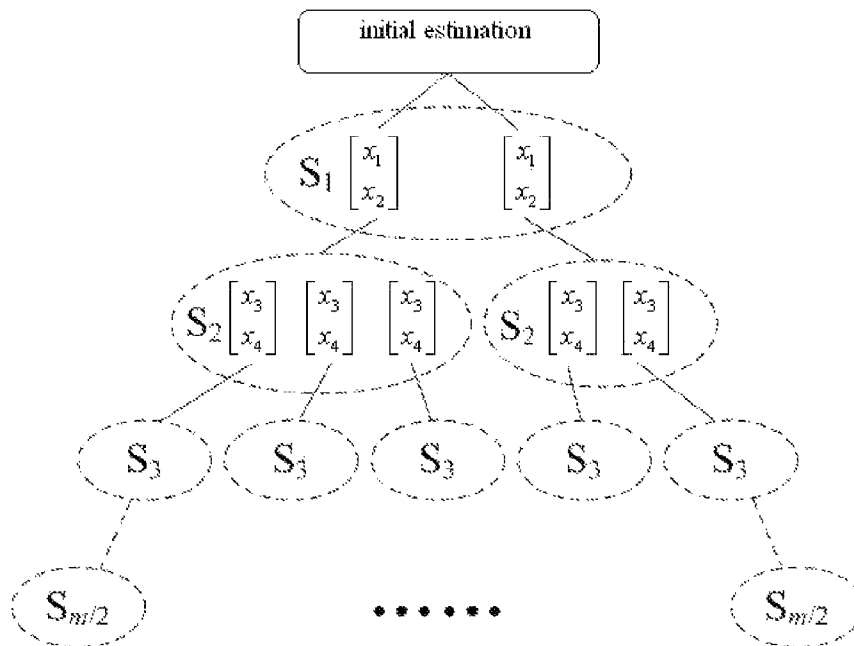 initial estimation
S₁ [x₁ x₂] [x₁ x₂]
S₂ [x₃ x₄] [x₃ x₄] [x₃ x₄] S₂ [x₃ x₄] [x₃ x₄]
S₃ S₃ S₃ S₃ S₃
Sₘ/₂ ...... Sₘ/₂